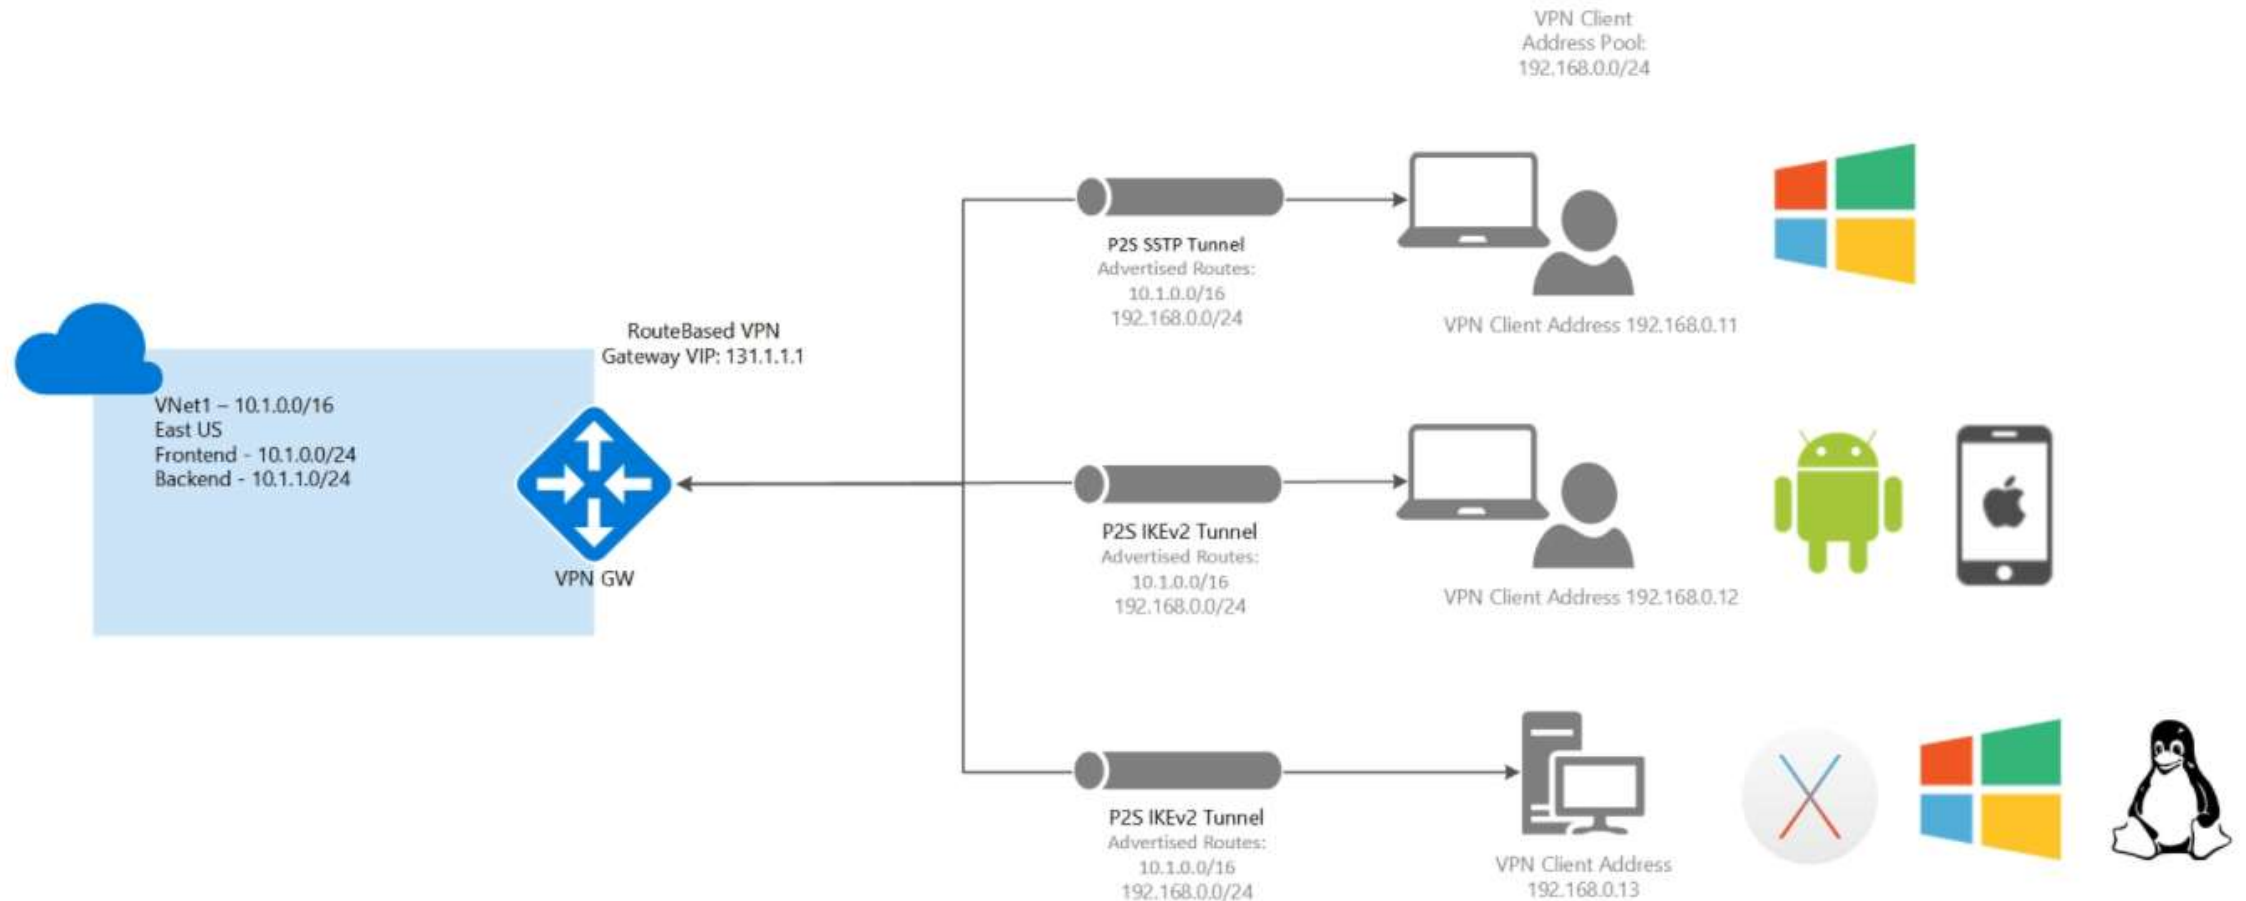 VPN Client
Address Pool:
192.168.0.0/24
P2S SSTP Tunnel
Advertised Routes:
10.1.0.0/16
192.168.0.0/24
VPN Client Address 192.168.0.11
RouteBased VPN
Gateway VIP: 131.1.1.1
VNet1 – 10.1.0.0/16
East US
Frontend - 10.1.0.0/24
Backend - 10.1.1.0/24
VPN GW
P2S IKEv2 Tunnel
Advertised Routes:
10.1.0.0/16
192.168.0.0/24
VPN Client Address 192.168.0.12
P2S IKEv2 Tunnel
Advertised Routes:
10.1.0.0/16
192.168.0.0/24
VPN Client Address
192.168.0.13